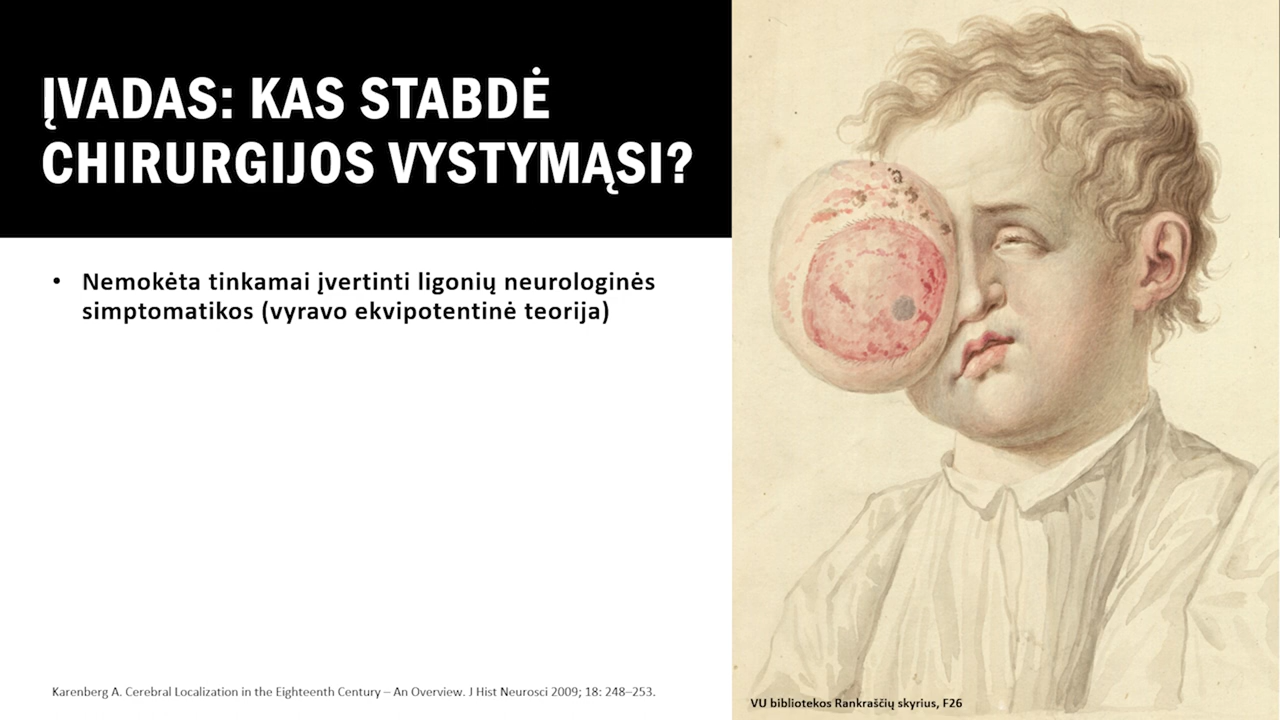 ĮVADAS: KAS STABDĖ
CHIRURGIJOS VYSTYMĄSI?
• Nemokėta tinkamai įvertinti ligonių neurologinės
simptomatikos (vyravo ekvipotentinė teorija)
Karenberg A. Cerebral Localization in the Eighteenth Century – An Overview. J Hist Neurosci 2009; 18: 248–253.
VU bibliotekos Rankraščių skyrius, F26